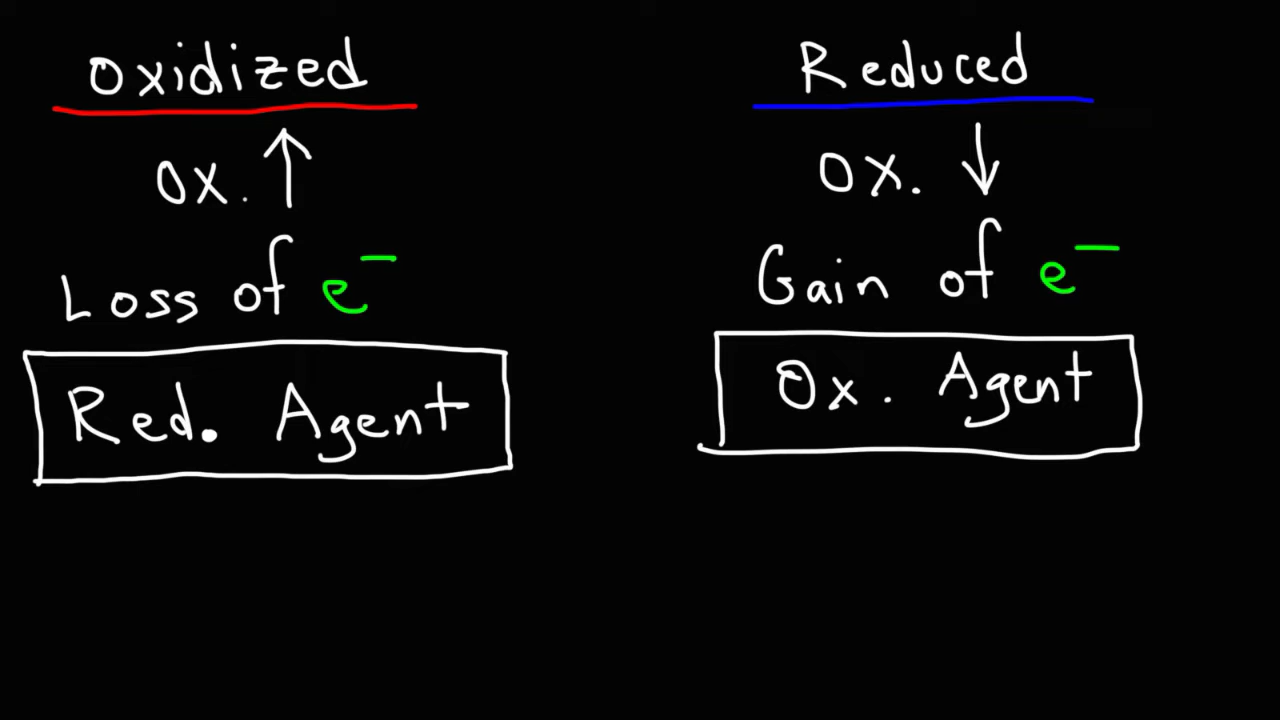 Oxidized
OX. ↑
Loss of e⁻
Red. Agent
Reduced
OX. ↓
Gain of e⁻
Ox. Agent